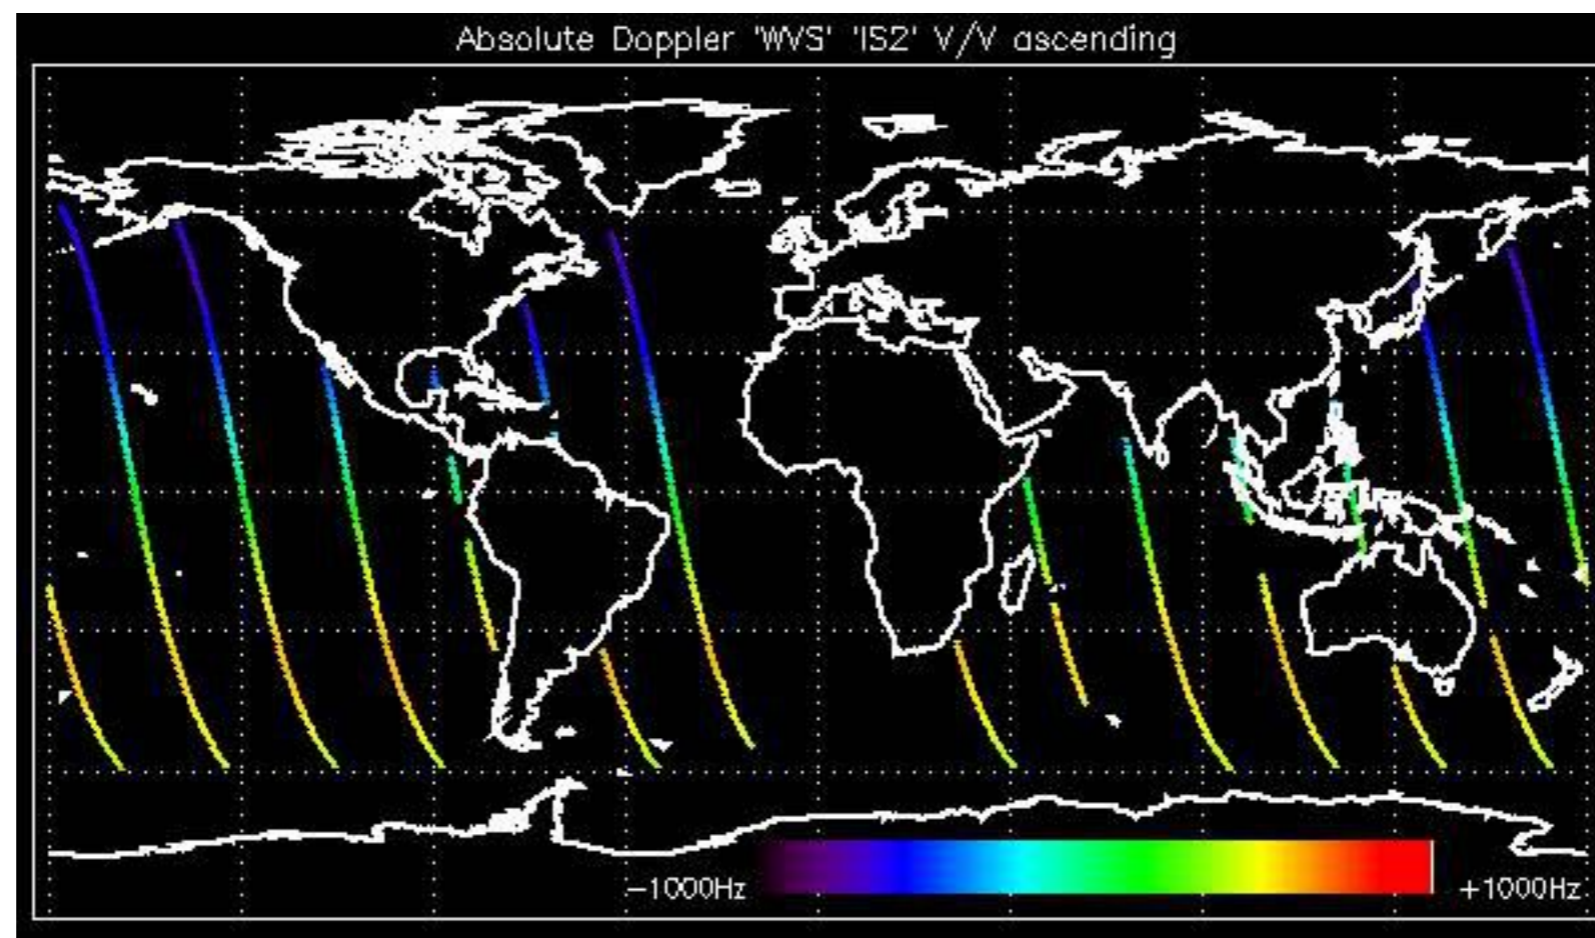 Absolute Doppler 'WVS' 'IS2' V/V ascending
−1000Hz +1000Hz